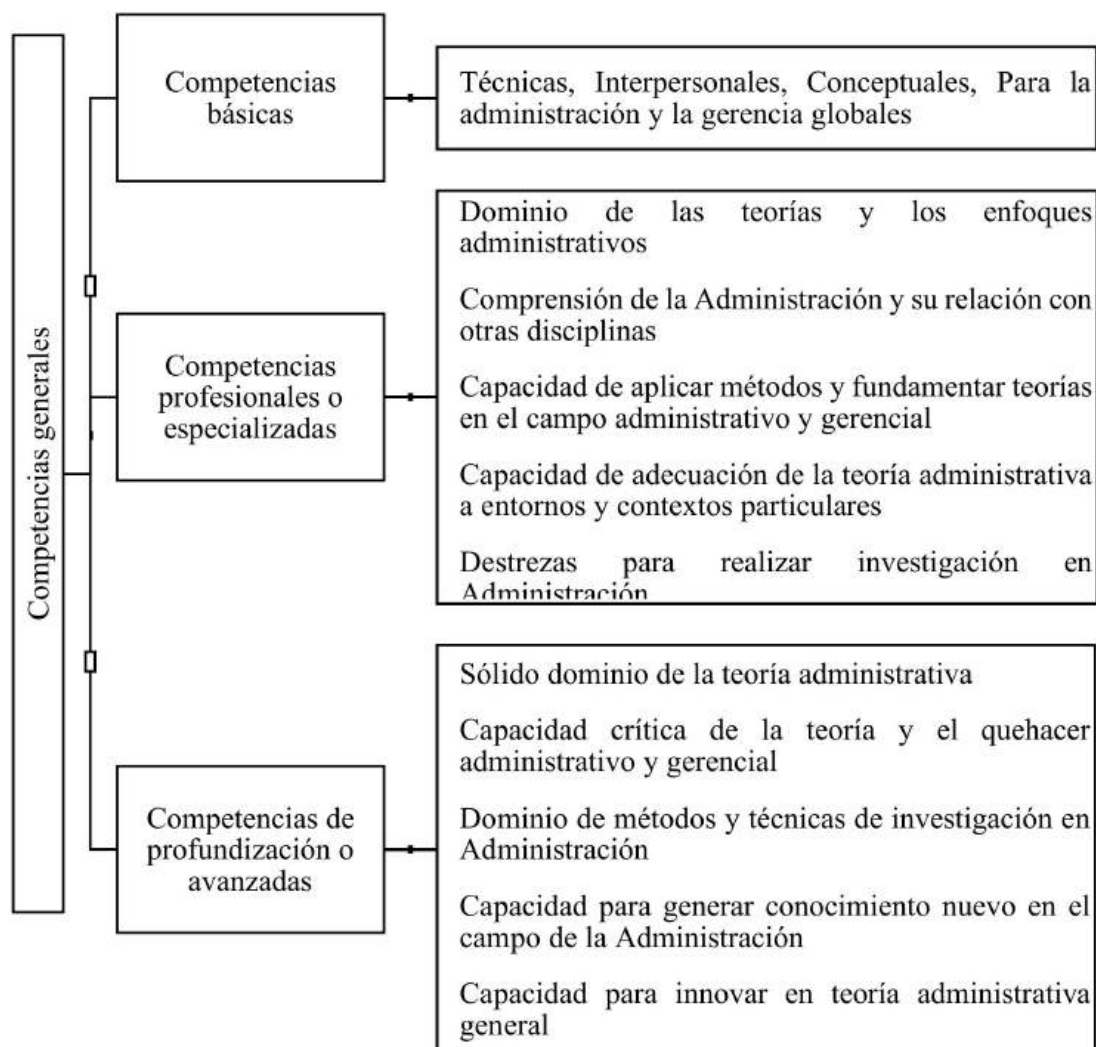 Competencias generales
Competencias
básicas
Técnicas, Interpersonales, Conceptuales, Para la
administración y la gerencia globales
Competencias
profesionales o
especializadas
Dominio de las teorías y los enfoques
administrativos
Comprensión de la Administración y su relación con
otras disciplinas
Capacidad de aplicar métodos y fundamentar teorías
en el campo administrativo y gerencial
Capacidad de adecuación de la teoría administrativa
a entornos y contextos particulares
Destrezas para realizar investigación en
Administración
Competencias de
profundización o
avanzadas
Sólido dominio de la teoría administrativa
Capacidad crítica de la teoría y el quehacer
administrativo y gerencial
Dominio de métodos y técnicas de investigación en
Administración
Capacidad para generar conocimiento nuevo en el
campo de la Administración
Capacidad para innovar en teoría administrativa
general